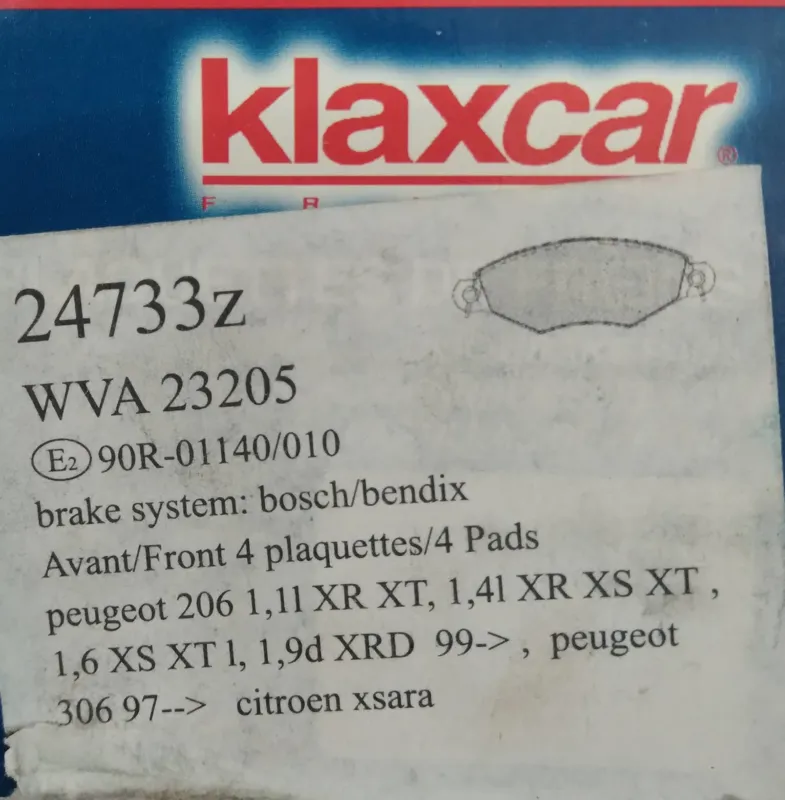 klaxcar®
24733z
WVA 23205
E2 90R-01140/010
brake system: bosch/bendix
Avant/Front 4 plaquettes/4 Pads
peugeot 206 1,1l XR XT, 1,4l XR XS XT ,
1,6 XS XT l, 1,9d XRD 99-> , peugeot
306 97--> citroen xsara